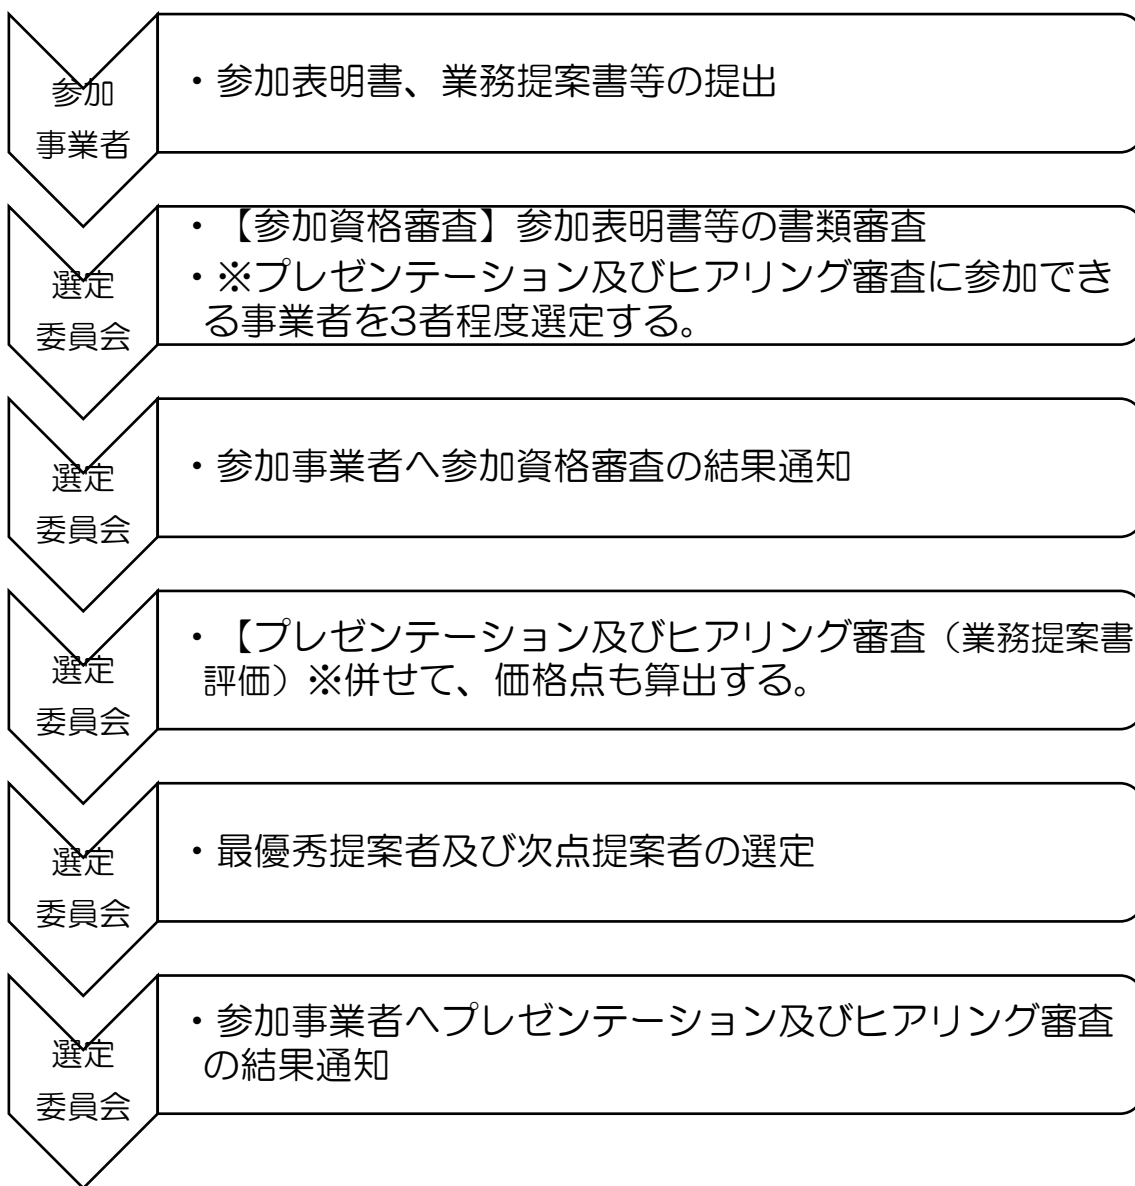 参加
事業者
・参加表明書、業務提案書等の提出
選定
委員会
・【参加資格審査】参加表明書等の書類審査
・※プレゼンテーション及びヒアリング審査に参加でき
る事業者を3者程度選定する。
選定
委員会
・参加事業者へ参加資格審査の結果通知
選定
委員会
・【プレゼンテーション及びヒアリング審査（業務提案書
評価）※併せて、価格点も算出する。
選定
委員会
・最優秀提案者及び次点提案者の選定
選定
委員会
・参加事業者へプレゼンテーション及びヒアリング審査
の結果通知